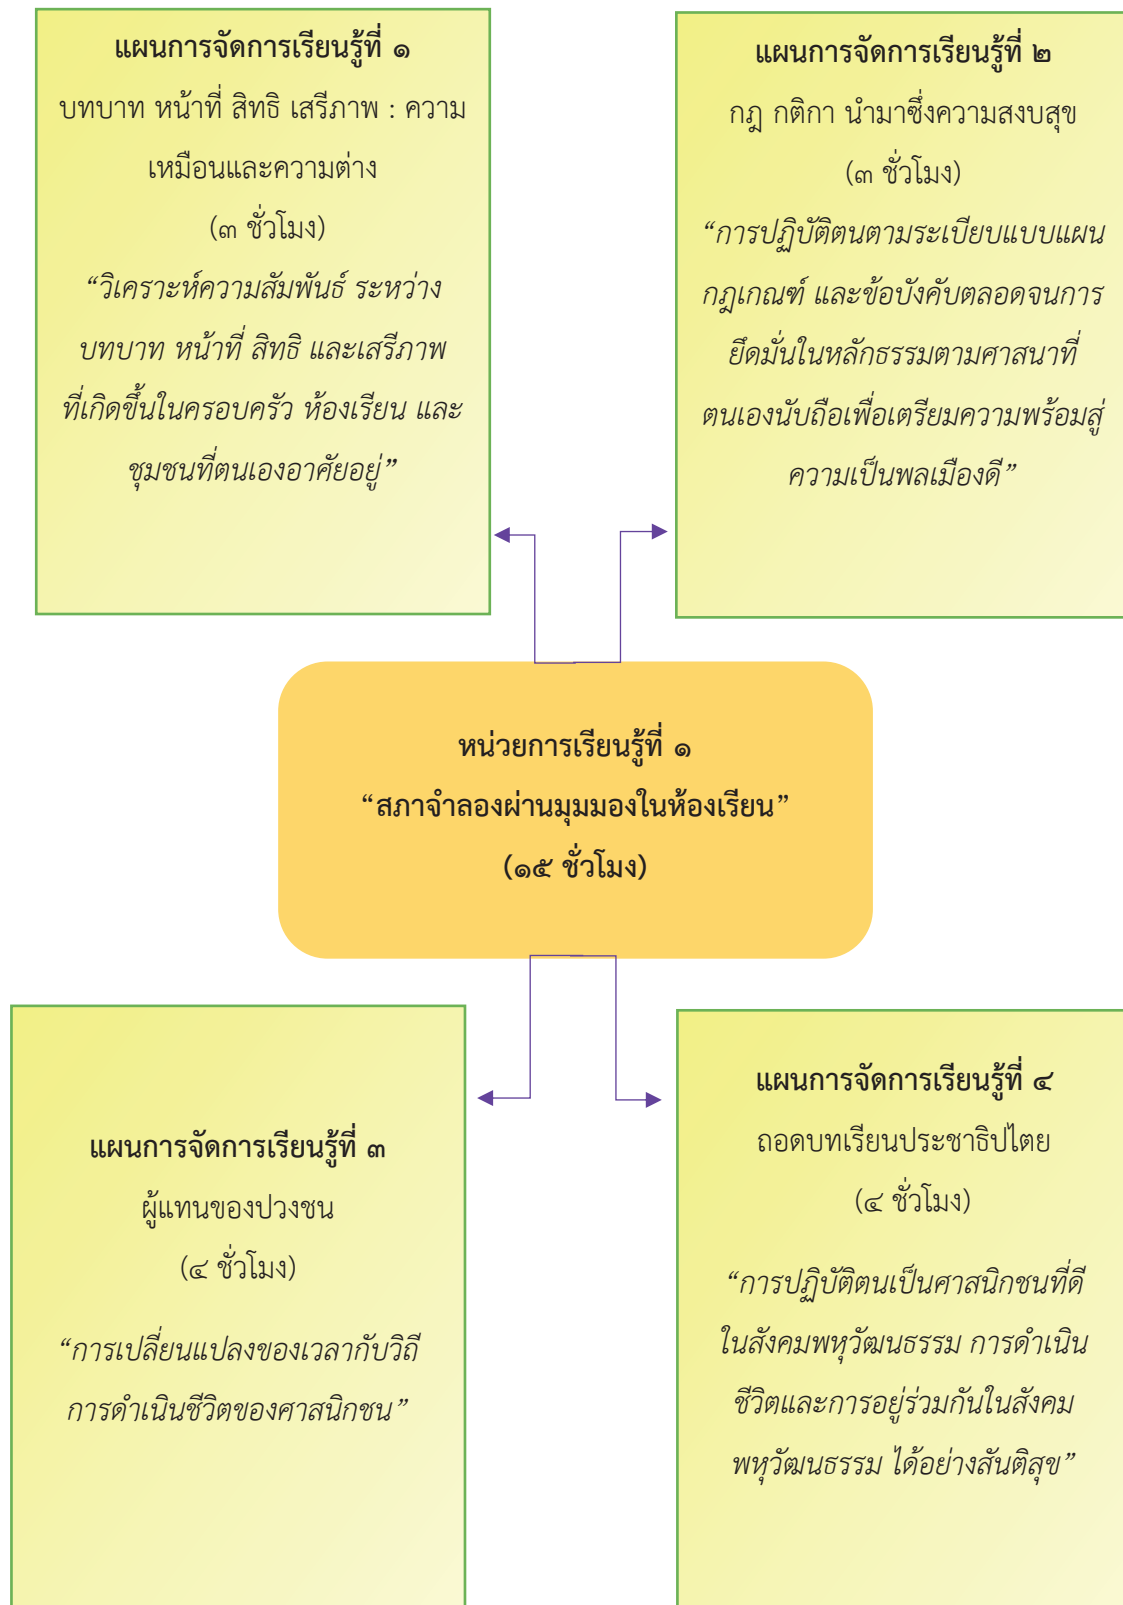 แผนการจัดการเรียนรู้ที่ ๑
บทบาท หน้าที่ สิทธิ เสรีภาพ : ความ
เหมือนและความต่าง
(๓ ชั่วโมง)
“วิเคราะห์ความสัมพันธ์ ระหว่าง
บทบาท หน้าที่ สิทธิ และเสรีภาพ
ที่เกิดขึ้นในครอบครัว ห้องเรียน และ
ชุมชนที่ตนเองอาศัยอยู่”
แผนการจัดการเรียนรู้ที่ ๒
กฎ กติกา นำมาซึ่งความสงบสุข
(๓ ชั่วโมง)
“การปฏิบัติตนตามระเบียบแบบแผน
กฎเกณฑ์ และข้อบังคับตลอดจนการ
ยึดมั่นในหลักธรรมตามศาสนาที่
ตนเองนับถือเพื่อเตรียมความพร้อมสู่
ความเป็นพลเมืองดี”
หน่วยการเรียนรู้ที่ ๑
“สภาจำลองผ่านมุมมองในห้องเรียน”
(๑๕ ชั่วโมง)
แผนการจัดการเรียนรู้ที่ ๓
ผู้แทนของปวงชน
(๔ ชั่วโมง)
“การเปลี่ยนแปลงของเวลากับวิถี
การดำเนินชีวิตของศาสนิกชน”
แผนการจัดการเรียนรู้ที่ ๔
ถอดบทเรียนประชาธิปไตย
(๔ ชั่วโมง)
“การปฏิบัติตนเป็นศาสนิกชนที่ดี
ในสังคมพหุวัฒนธรรม การดำเนิน
ชีวิตและการอยู่ร่วมกันในสังคม
พหุวัฒนธรรม ได้อย่างสันติสุข”